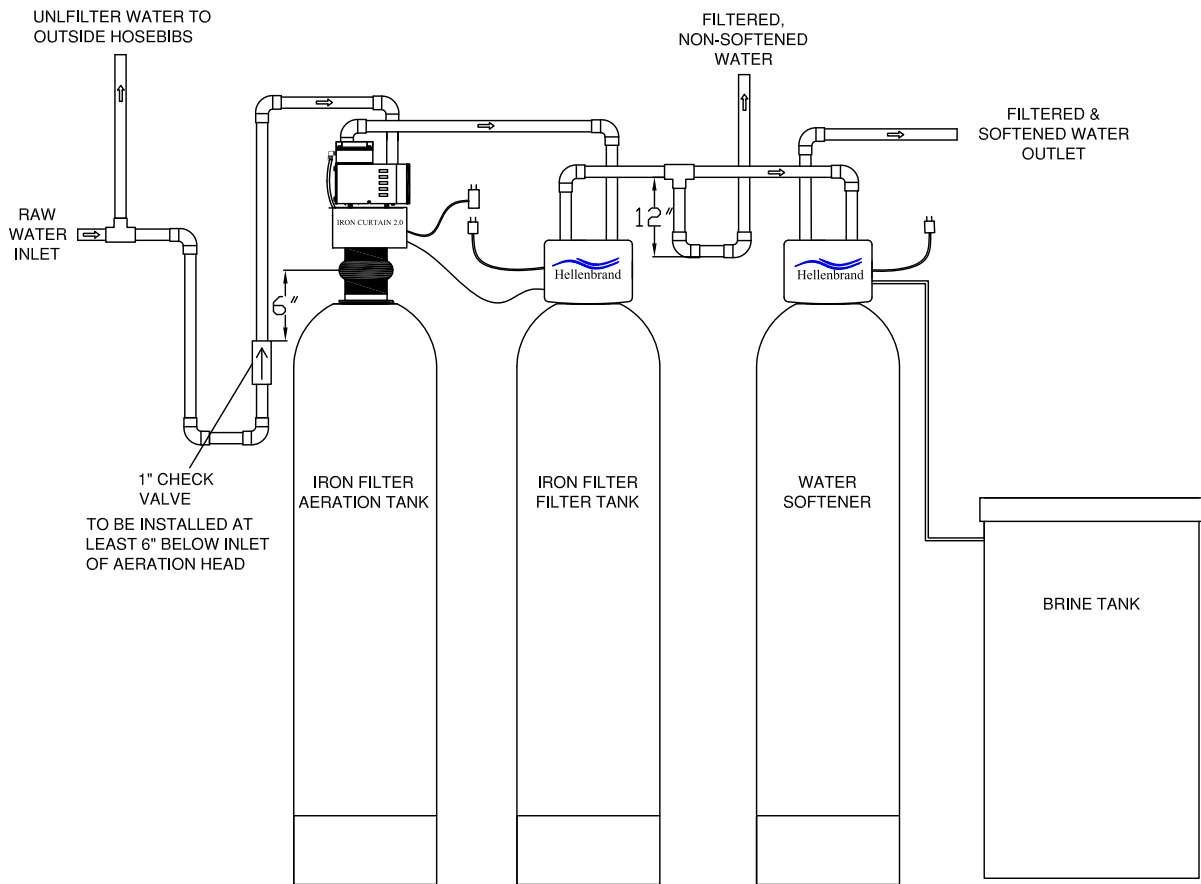 UNLFILTER WATER TO
OUTSIDE HOSEBIBS
FILTERED,
NON-SOFTENED
WATER
FILTERED &
SOFTENED WATER
OUTLET
RAW
WATER
INLET
IRON CURTAIN 2.0
12"
Hellenbrand
Hellenbrand
6"
1" CHECK
VALVE
TO BE INSTALLED AT
LEAST 6" BELOW INLET
OF AERATION HEAD
IRON FILTER
AERATION TANK
IRON FILTER
FILTER TANK
WATER
SOFTENER
BRINE TANK